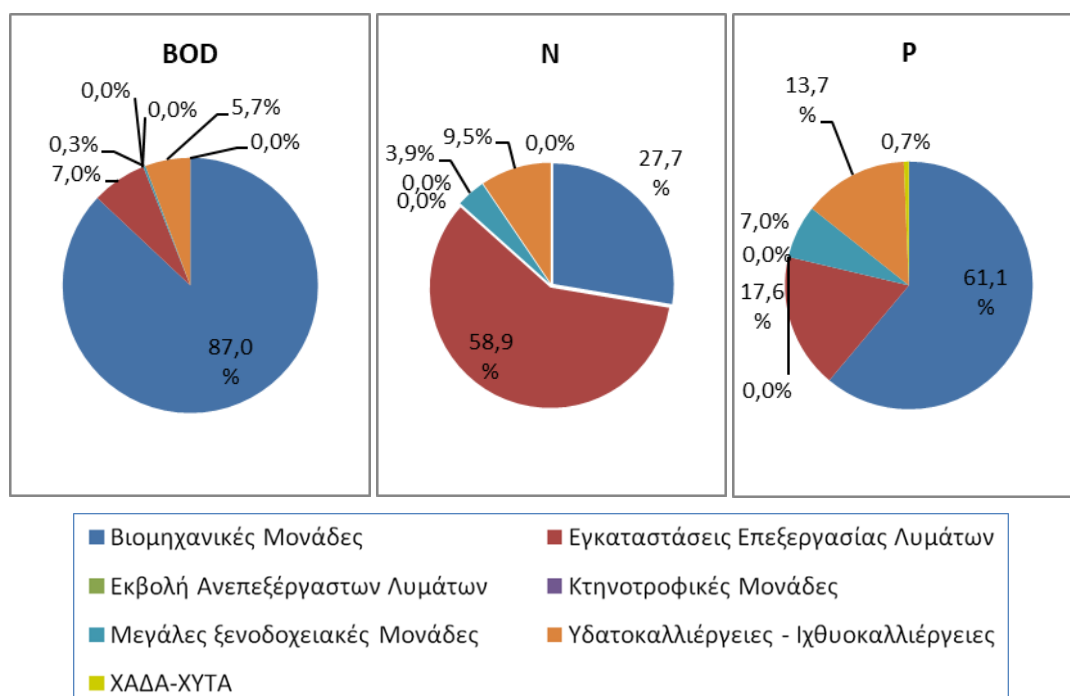 BOD
0,0%
0,0%
5,7%
0,3%
0,0%
7,0%
87,0
%
N
9,5%
0,0%
27,7
%
3,9%
0,0%
0,0%
58,9
%
P
13,7
%
0,7%
7,0%
0,0%
17,6
%
61,1
%
0,0%
Βιομηχανικές Μονάδες
Εγκαταστάσεις Επεξεργασίας Λυμάτων
Εκβολή Ανεπεξέργαστων Λυμάτων
Κτηνοτροφικές Μονάδες
Μεγάλες ξενοδοχειακές Μονάδες
Υδατοκαλλιέργειες - Ιχθυοκαλλιέργειες
ΧΑΔΑ-ΧΥΤΑ